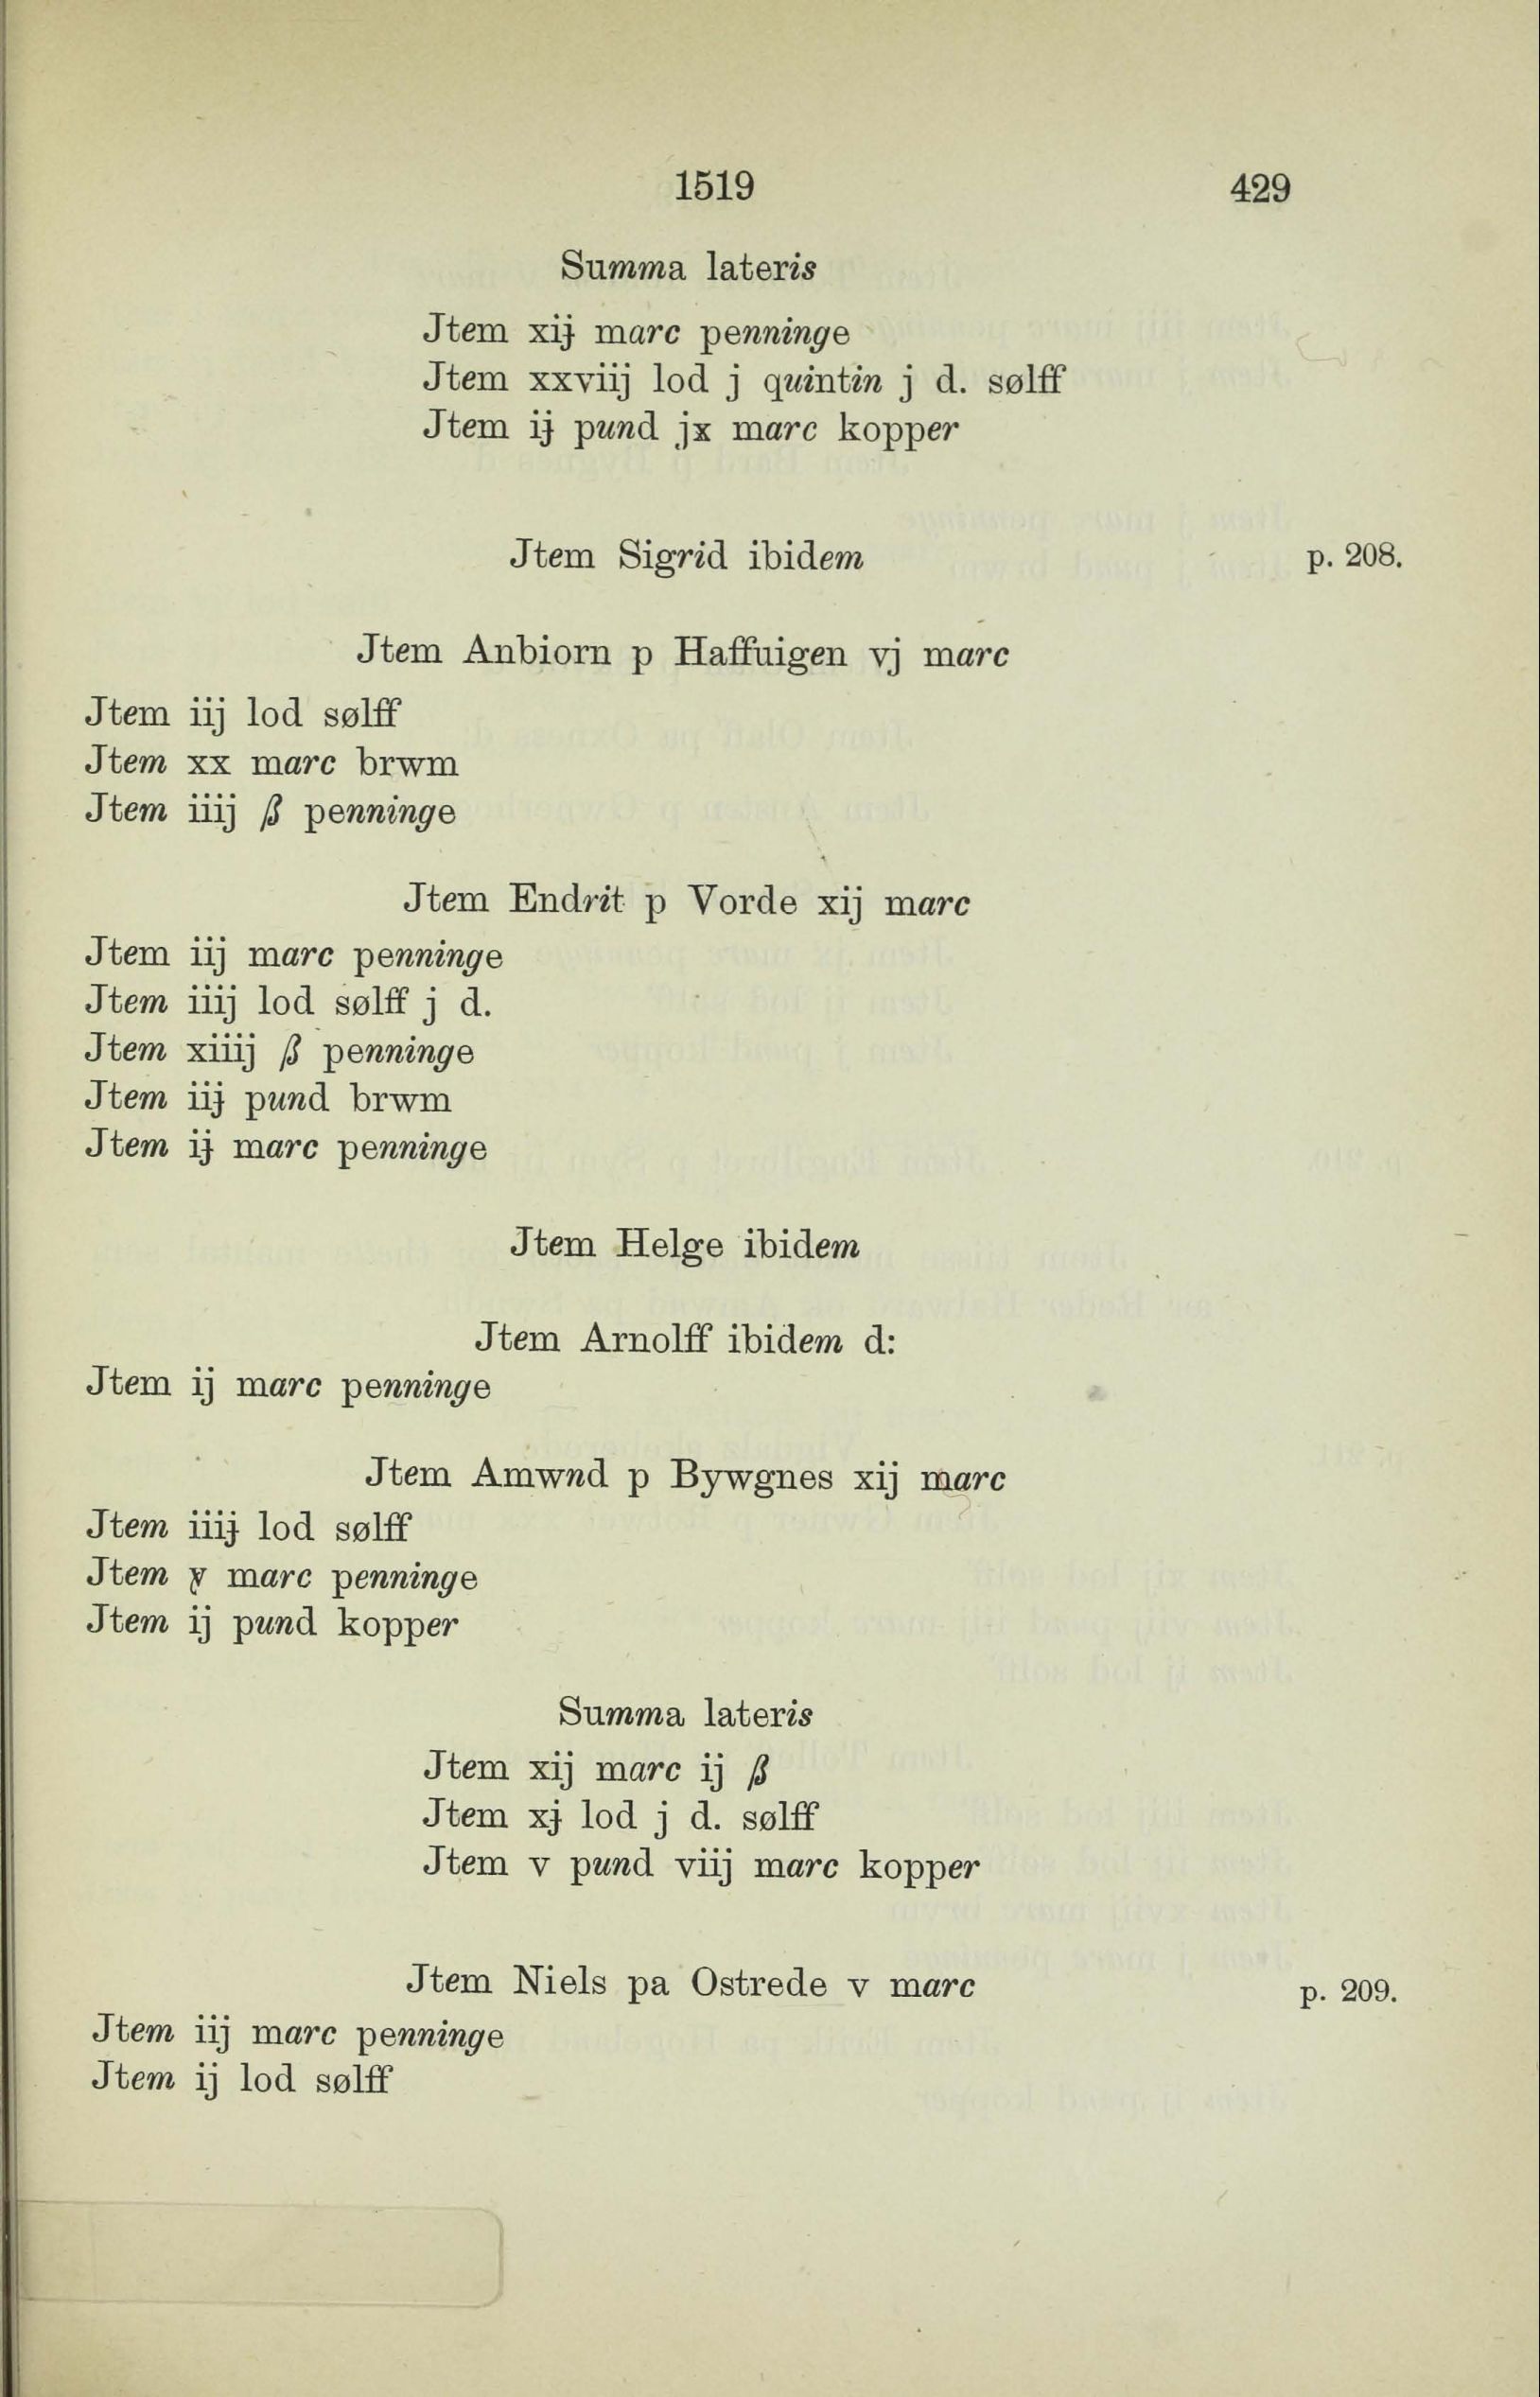 1519 429
Summa lateris
Jtem xıɉ marc penninge
Jtem xxviij lod j quintin j d. sølff
Jtem iɉ pund jx marc kopper
Jtem Sigrid ibidem p. 208.
Jtem Anbiorn p Haffuigen vj marc
Jtem iij lod sølff
Jtem xx marc brwm
Jtem iiij ß penninge
Jtem Endrit p Vorde xij marc
Jtem iij marc penninge
Jtem iiij lod sølff j d.
Jtem xiiij ß penninge
Jtem iiɉ pund brwm
Jtem iɉ marc penninge
Jtem Helge ibidem
Jtem Arnolff ibidem d:
Jtem ij marc penninge
Jtem Amwnd p Bywgnes xij marc
Jtem iiiɉ lod sølff
Jtem marc penninge
Jtem ij pund kopper
Summa lateris
Jtem xij marc ij ß
Jtem xɉ lod j d. sølff
Jtem v pund viij marc kopper
Jtem Niels pa Ostrede v marc p. 209.
Jtem iij marc penninge
Jtem ij lod sølff